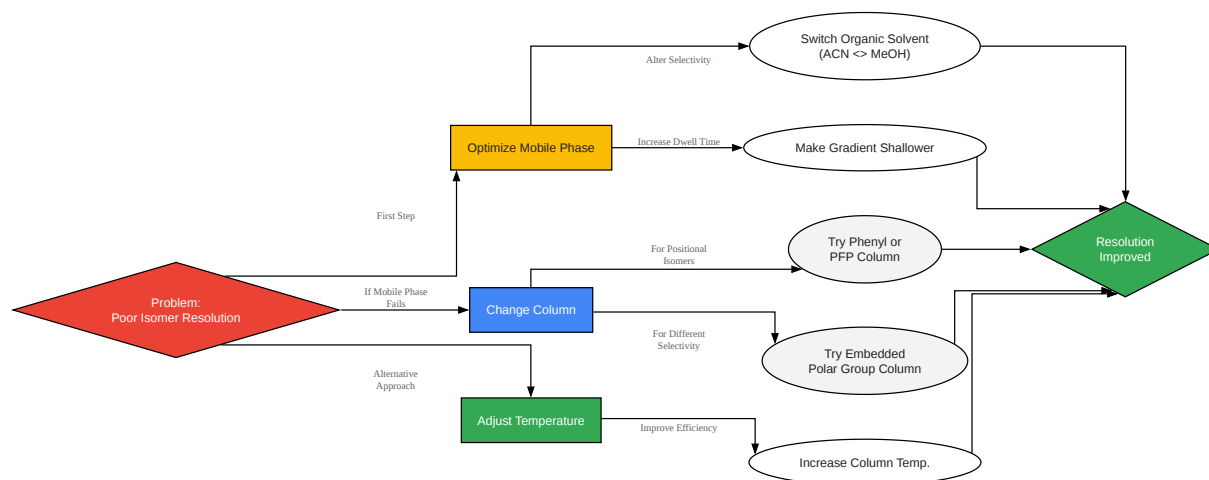 Switch Organic Solvent
(ACN <> MeOH)
Alter Selectivity
Optimize Mobile Phase
Increase Dwell Time
Make Gradient Shallower
First Step
For Positional
Isomers
Try Phenyl or
PFP Column
Resolution
Improved
Problem:
Poor Isomer Resolution
If Mobile Phase
Fails
Change Column
For Different
Selectivity
Try Embedded
Polar Group Column
Alternative
Approach
Adjust Temperature
Improve Efficiency
Increase Column Temp.